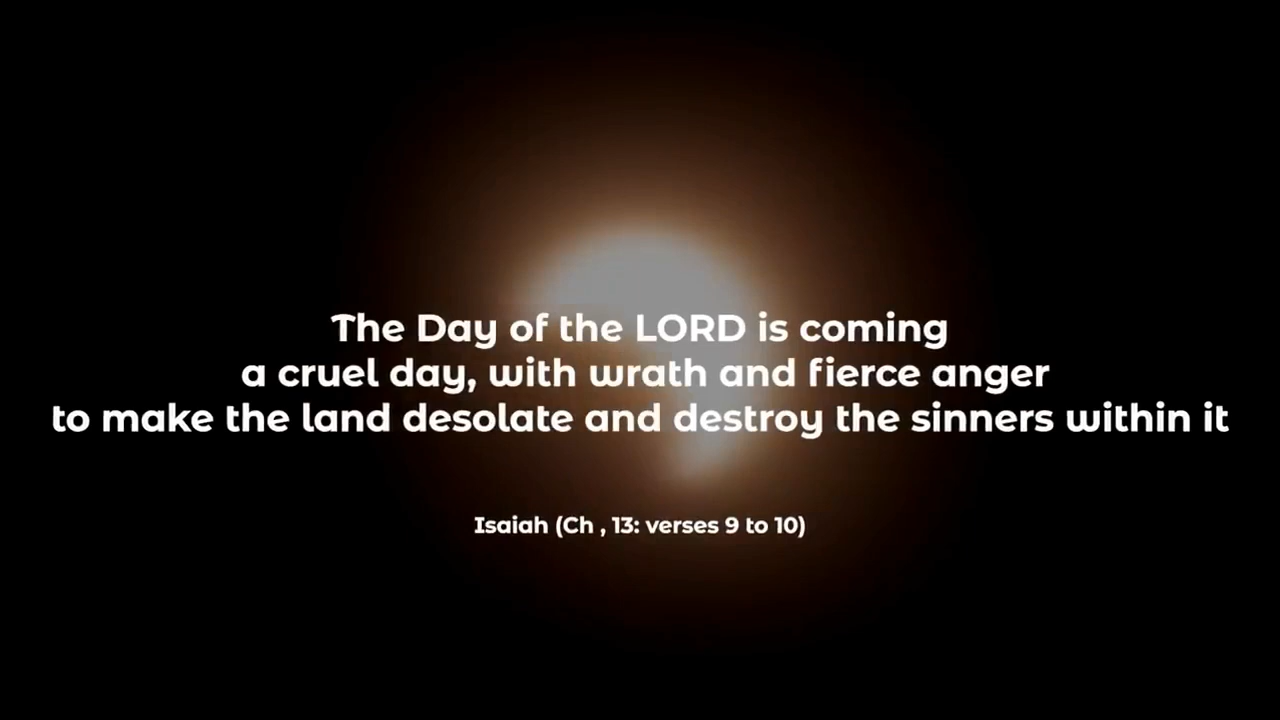 The Day of the LORD is coming
a cruel day, with wrath and fierce anger
to make the land desolate and destroy the sinners within it
Isaiah (Ch , 13: verses 9 to 10)